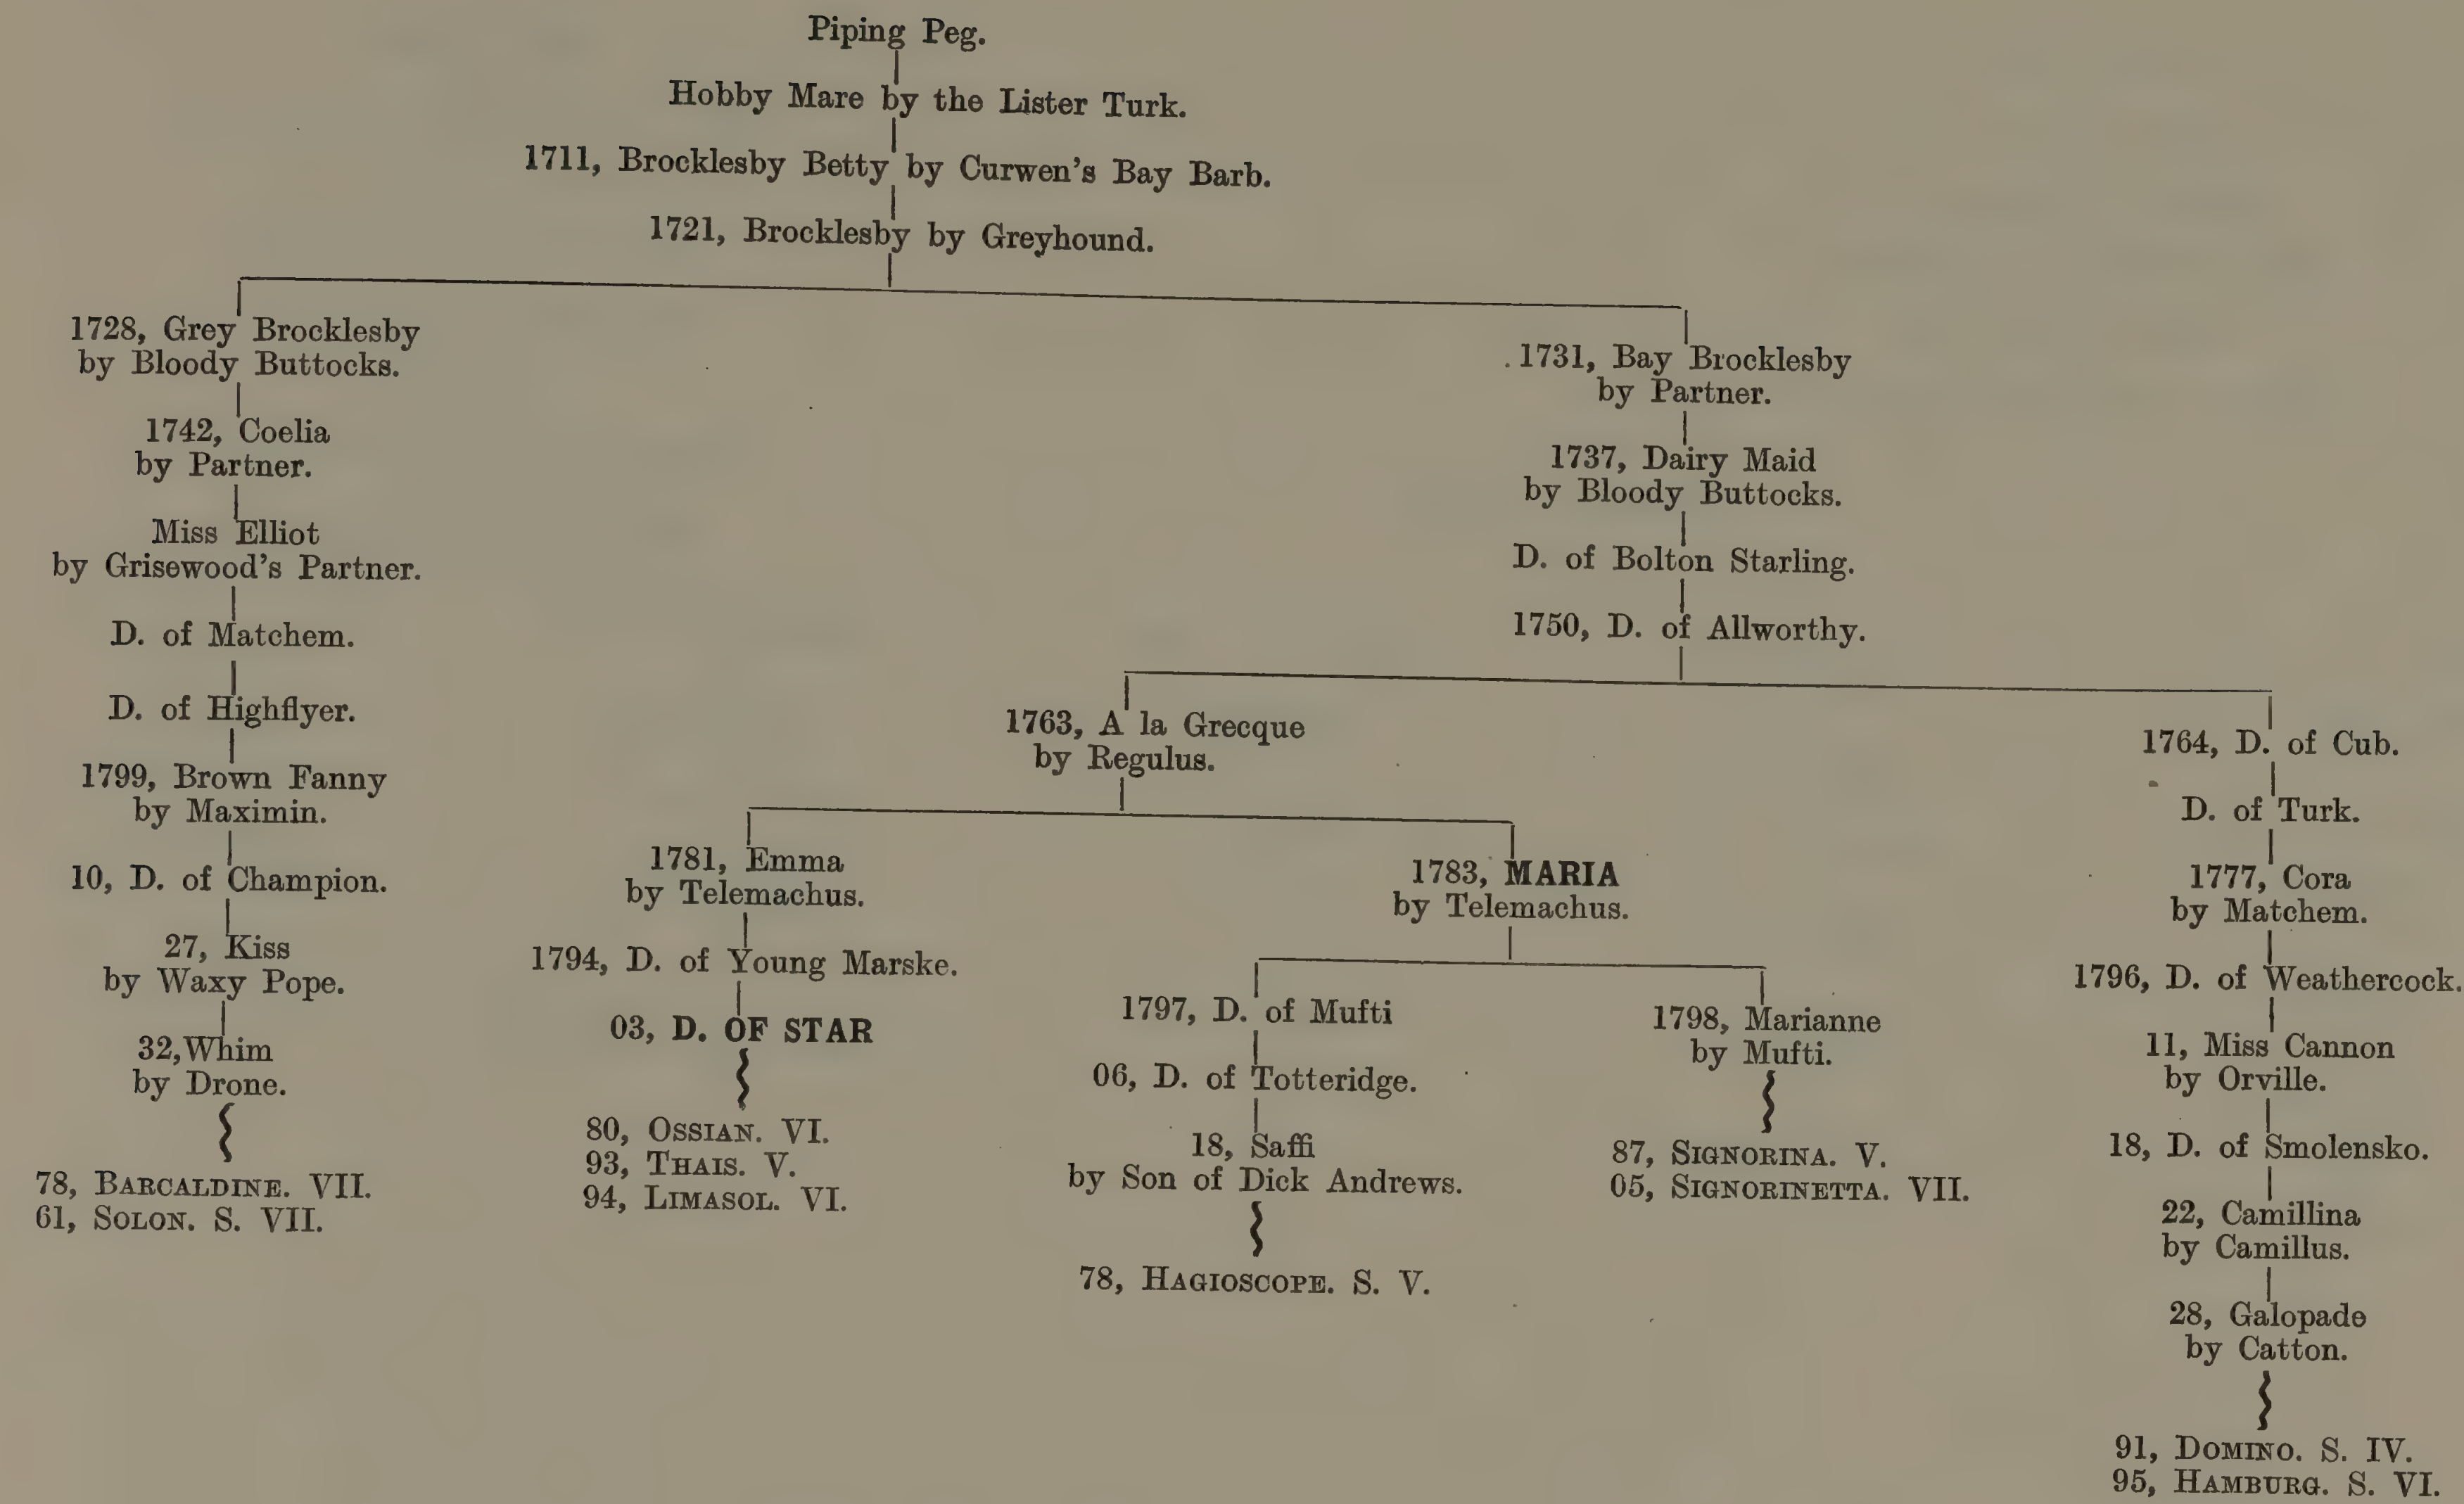 Piping Peg.
Hobby Mare by the Lister Turk.
1711, Brocklesby Betty by Curwen's Bay Barb.
1721, Brocklesby by Greyhound.
1728, Grey Brocklesby
by Bloody Buttocks.
1742, Coelia
by Partner.
Miss Elliot
by Grisewood's Partner.
D. of Matchem.
D. of Highflyer.
1799, Brown Fanny
by Maximin.
10, D. of Champion.
27, Kiss
by Waxy Pope.
32, Whim
by Drone.
78, BARCALDINE. VII.
61, SOLON. S. VII.
1731, Bay Brocklesby
by Partner.
1737, Dairy Maid
by Bloody Buttocks.
D. of Bolton Starling.
1750, D. of Allworthy.
1763, A la Grecque
by Regulus.
1781, Emma
by Telemachus.
1794, D. of Young Marske.
03, D. OF STAR
80, OSSIAN. VI.
93, THAIS. V.
94, LIMASOL. VI.
1783, MARIA
by Telemachus.
1797, D. of Mufti
06, D. of Totteridge.
18, Saffi
by Son of Dick Andrews.
78, HAGIOSCOPE. S. V.
1798, Marianne
by Mufti.
87, SIGNORINA. V.
05, SIGNORINETTA. VII.
1764, D. of Cub.
D. of Turk.
1777, Cora
by Matchem.
1796, D. of Weathercock.
11, Miss Cannon
by Orville.
18, D. of Smolensko.
22, Camillina
by Camillus.
28, Galopade
by Catton.
91, DOMINO. S. IV.
95, HAMBURG. S. VI.